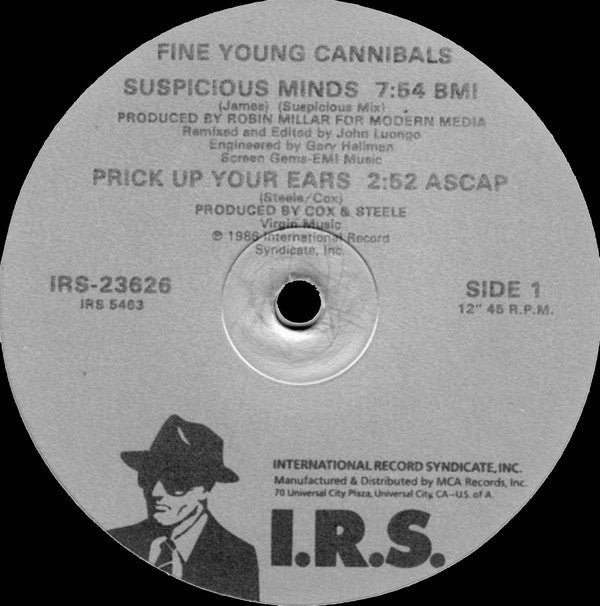 FINE YOUNG CANNIBALS
SUSPICIOUS MINDS 7:54 BMI
(James) (Suspicious Mix)
PRODUCED BY ROBIN MILLAR FOR MODERN MEDIA
Remixed and Edited by John Luongo
Engineered by Gary Hellman
Screen Gems-EMI Music
PRICK UP YOUR EARS 2:52 ASCAP
(Steele/Cox)
PRODUCED BY COX & STEELE
Virgin Music
℗ 1986 International Record
Syndicate, Inc.
IRS-23626
IRS 5463
SIDE 1
12" 45 R.P.M.
INTERNATIONAL RECORD SYNDICATE, INC.
Manufactured & Distributed by MCA Records, Inc.
70 Universal City Plaza, Universal City, CA–U.S. of A.
I.R.S.